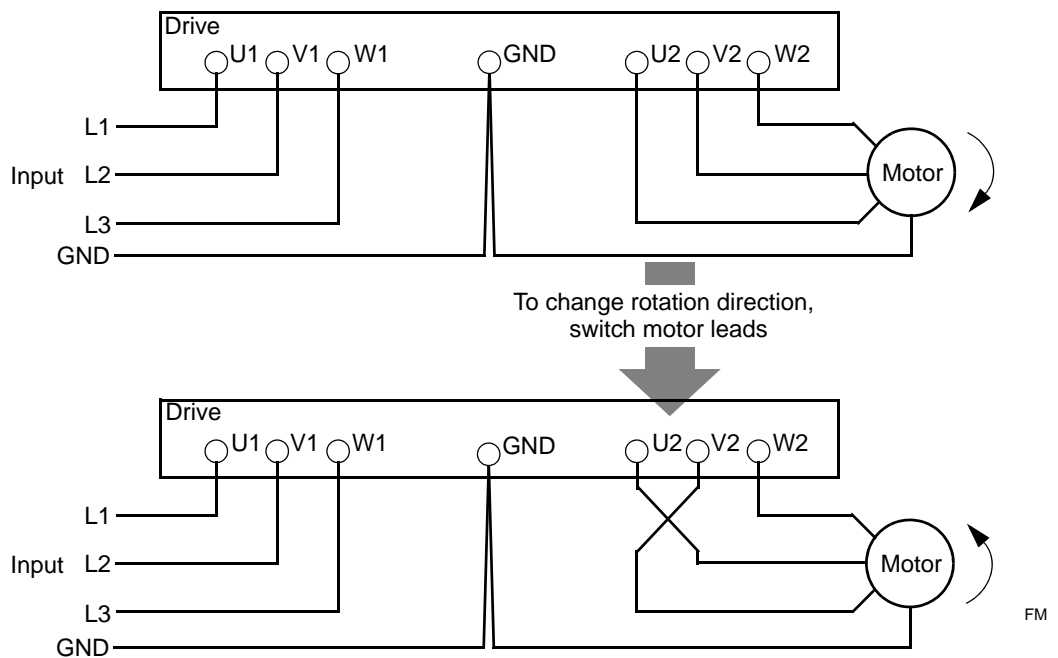 Drive
U1 V1 W1 GND U2 V2 W2
L1
Input L2 Motor
L3
GND
To change rotation direction,
switch motor leads
Drive
U1 V1 W1 GND U2 V2 W2
L1
Input L2 Motor
L3
FM
GND